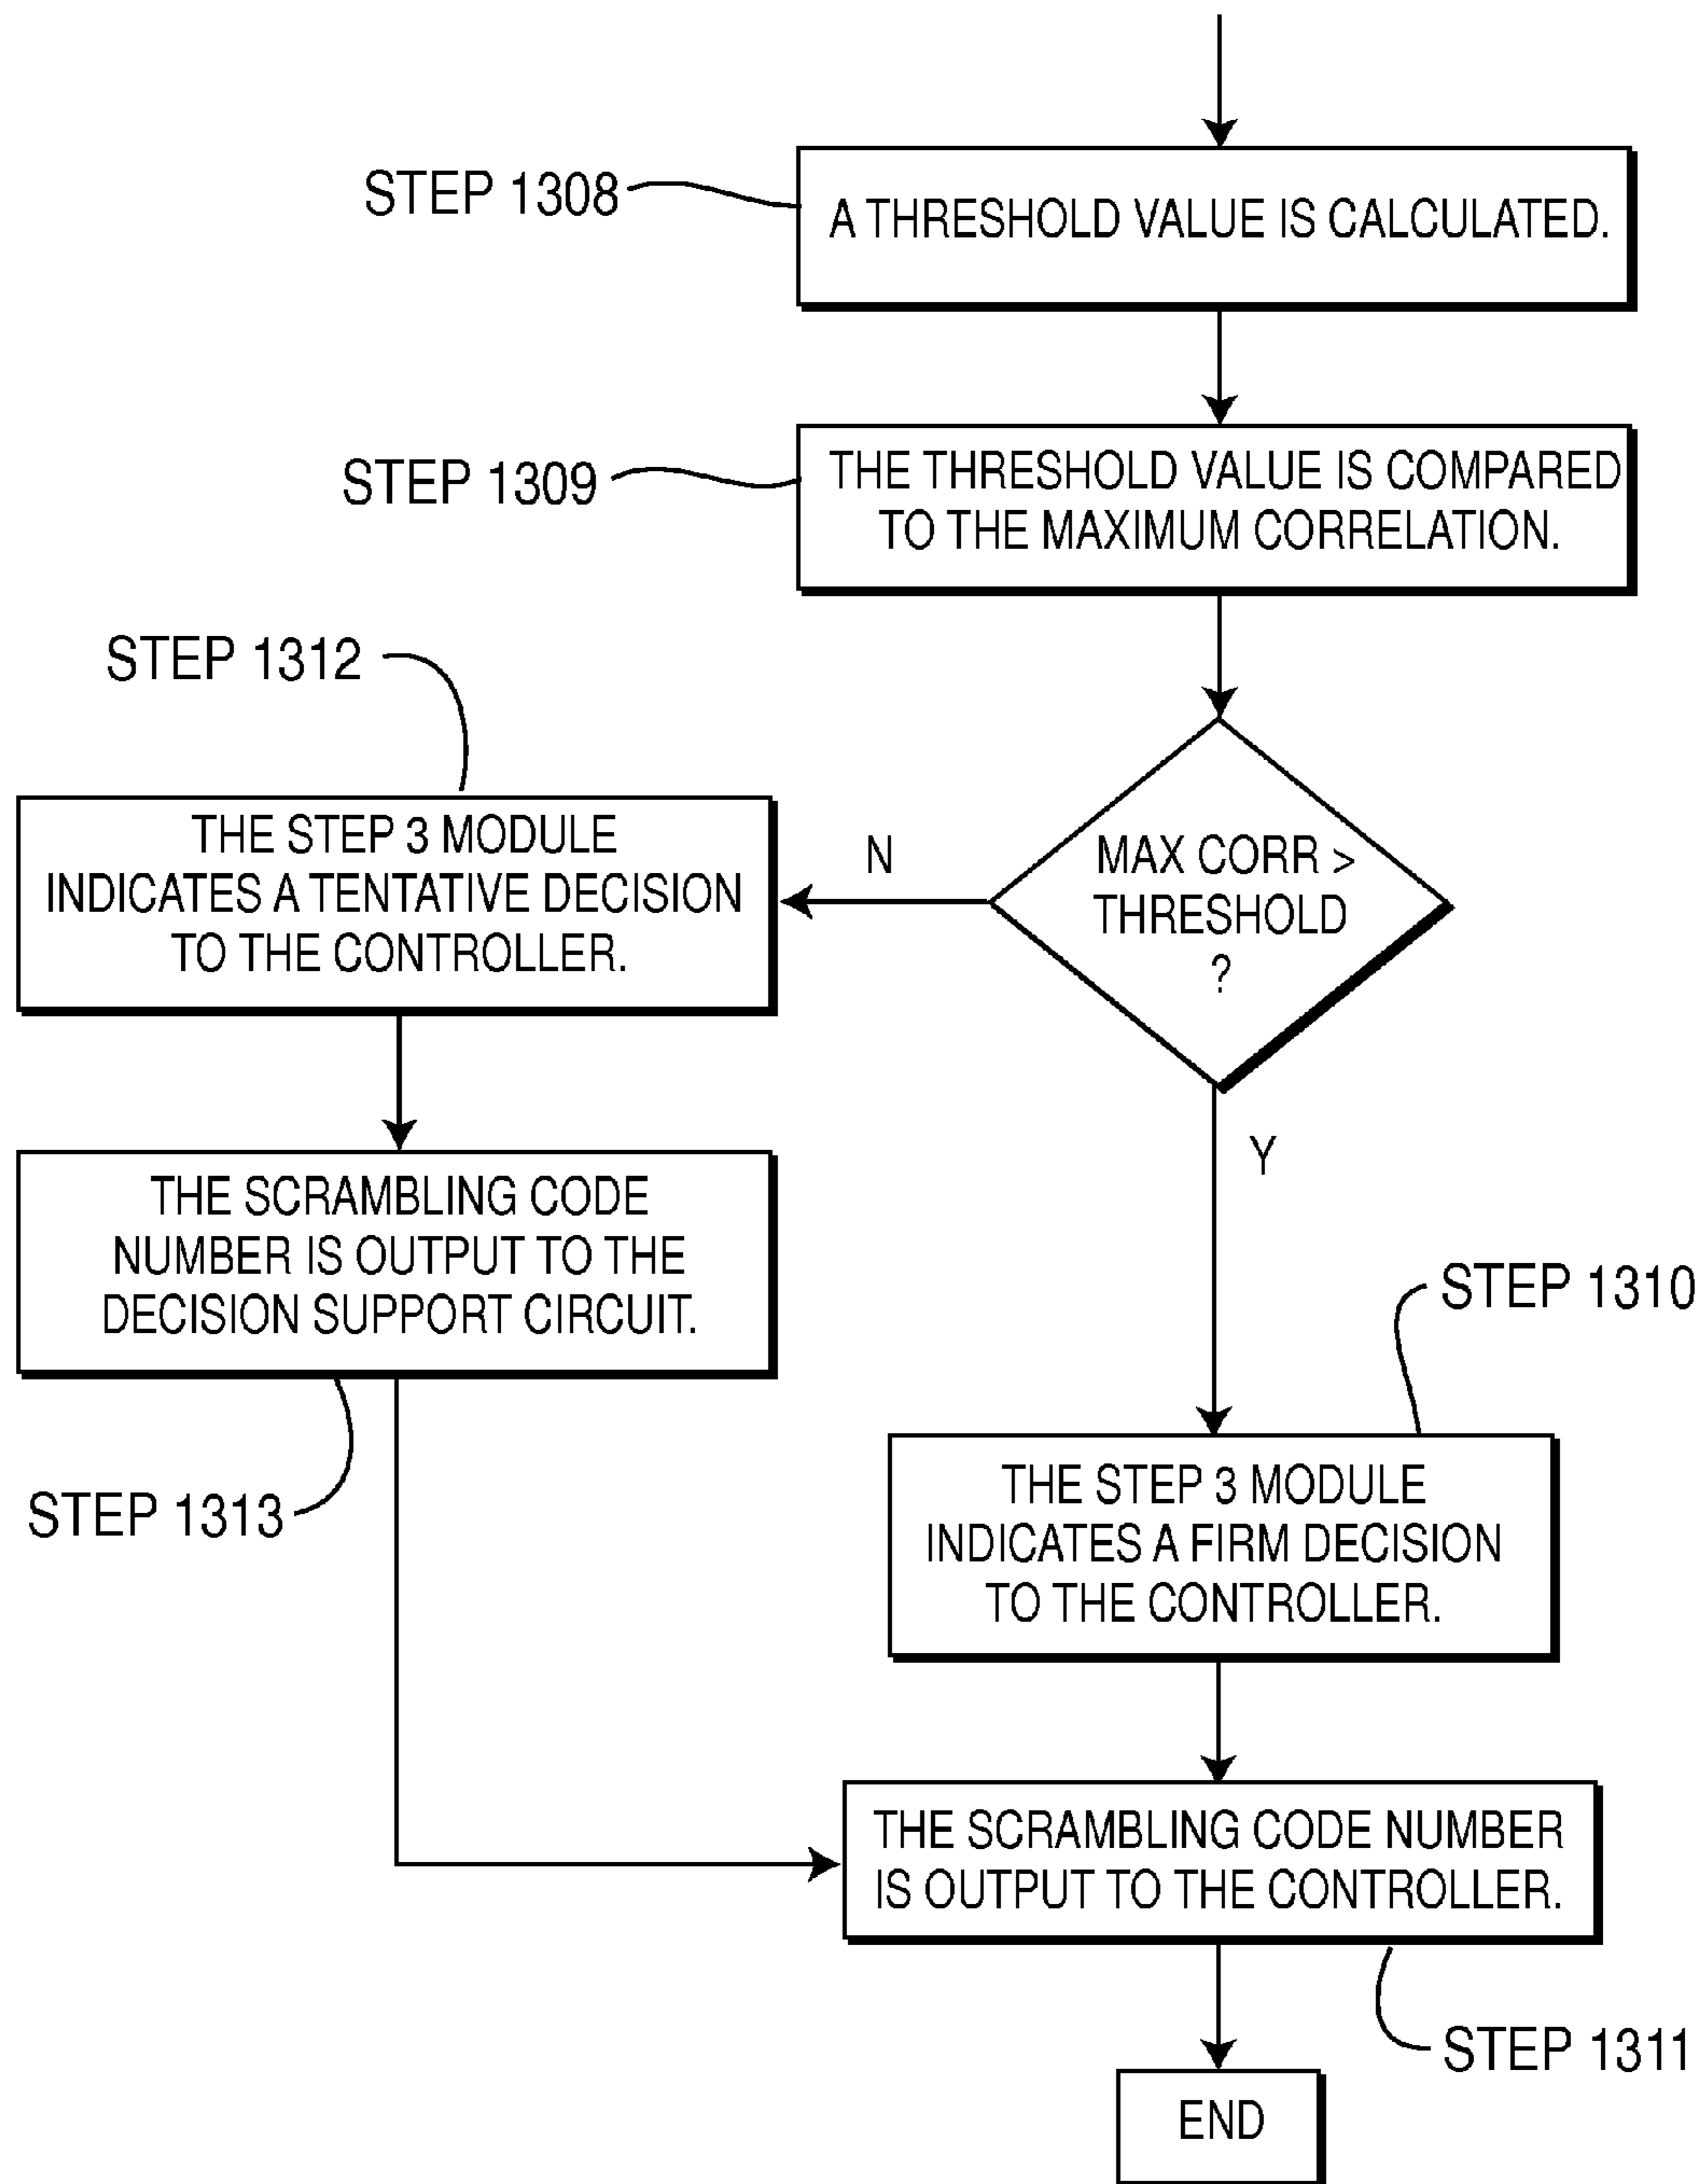 STEP 1308
A THRESHOLD VALUE IS CALCULATED.
STEP 1309
THE THRESHOLD VALUE IS COMPARED
TO THE MAXIMUM CORRELATION.
STEP 1312
THE STEP 3 MODULE
INDICATES A TENTATIVE DECISION
TO THE CONTROLLER.
N
MAX CORR >
THRESHOLD
?
Y
THE SCRAMBLING CODE
NUMBER IS OUTPUT TO THE
DECISION SUPPORT CIRCUIT.
STEP 1313
STEP 1310
THE STEP 3 MODULE
INDICATES A FIRM DECISION
TO THE CONTROLLER.
THE SCRAMBLING CODE NUMBER
IS OUTPUT TO THE CONTROLLER.
STEP 1311
END